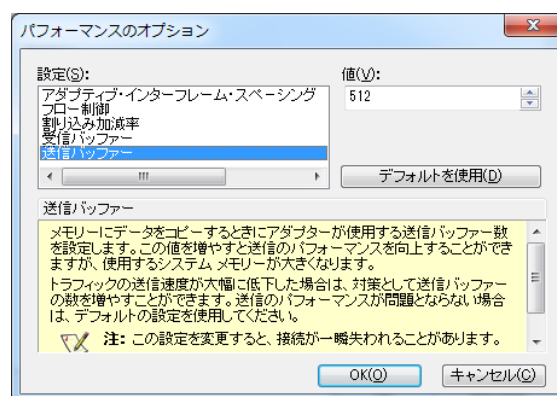 パフォーマンスのオプション
設定(S):
アダプティブ・インターフレーム・スペーシング
フロー制御
割り込み加減率
受信バッファー
送信バッファー
値(V):
512
デフォルトを使用(D)
送信バッファー
メモリーにデータをコピーするときにアダプターが使用する送信バッファー数
を設定します。この値を増やすと送信のパフォーマンスを向上することができ
ますが、使用するシステム メモリーが大きくなります。
トラフィックの送信速度が大幅に低下した場合は、対策として送信バッファー
の数を増やすことができます。送信のパフォーマンスが問題とならない場合
は、デフォルトの設定を使用してください。
注: この設定を変更すると、接続が一瞬失われることがあります。
OK(O)
キャンセル(C)